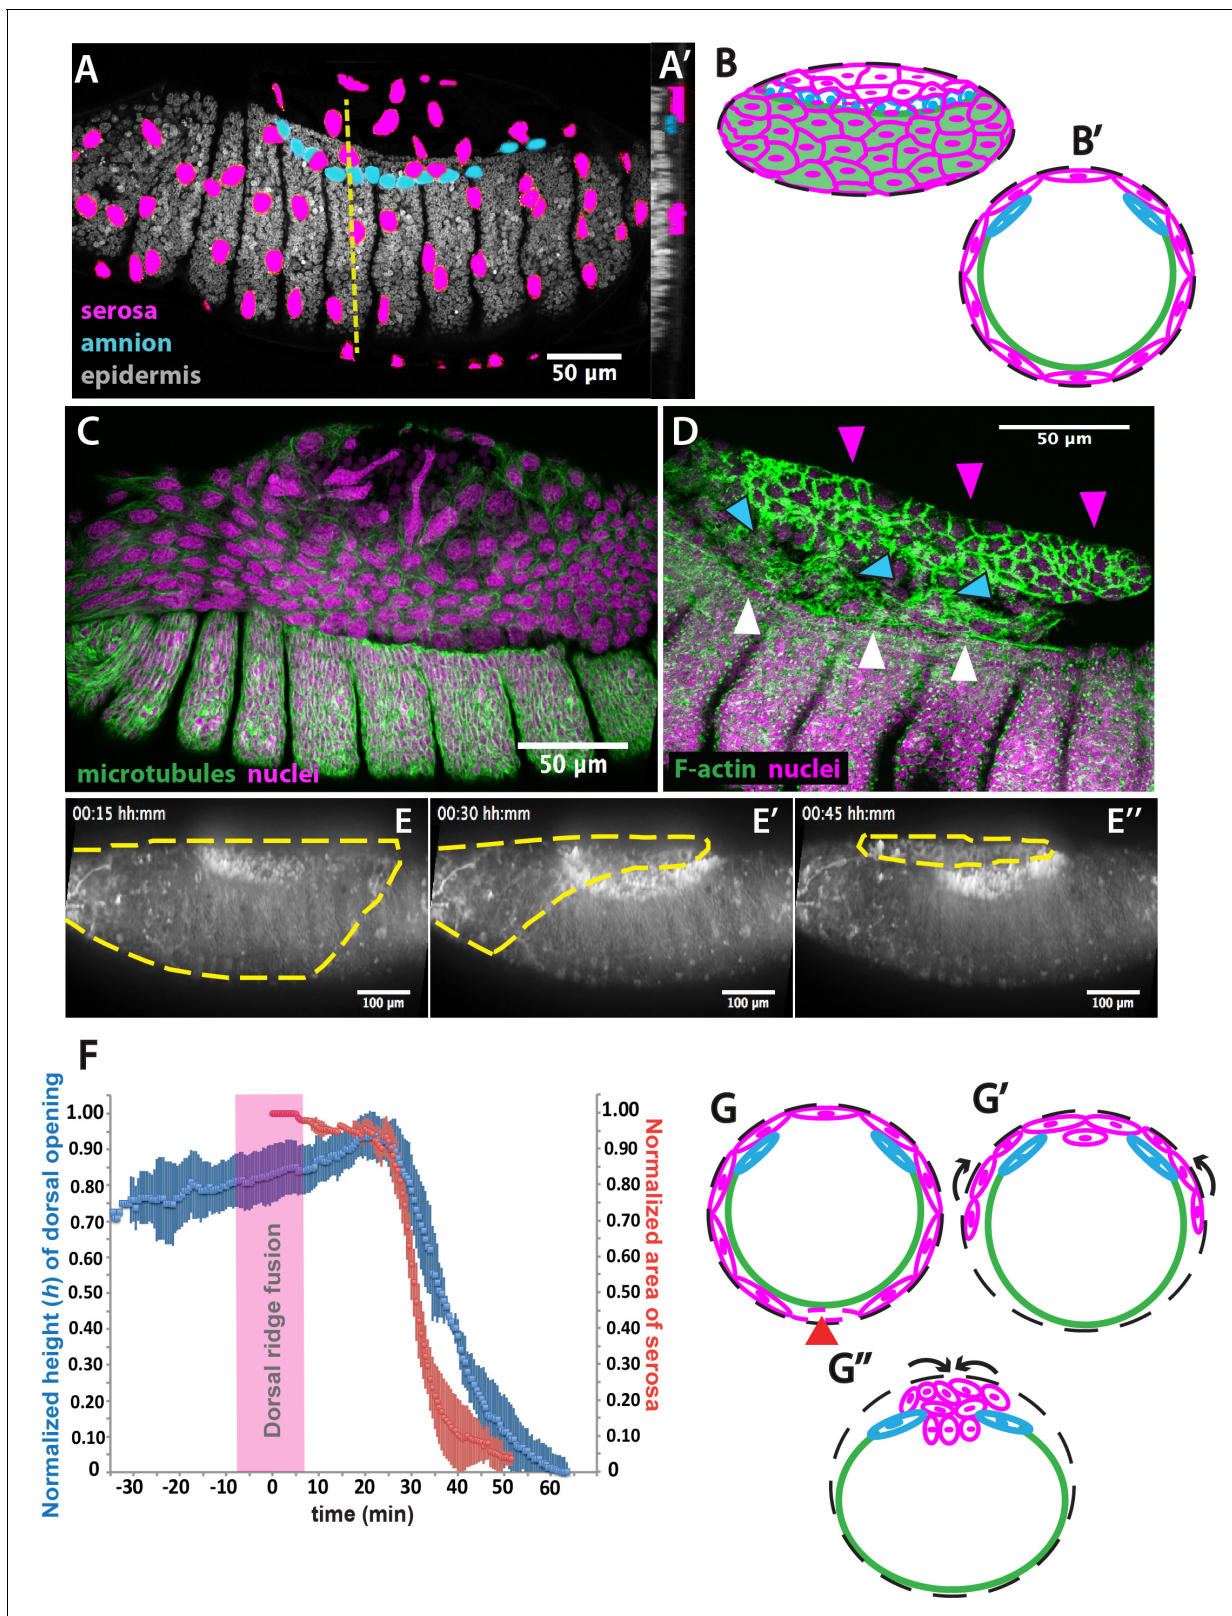 A
A′
serosa
amnion
epidermis
50 µm
B
B′
C
microtubules nuclei
50 µm
D
50 µm
F-actin nuclei
00:15 hh:mm
E
100 µm
00:30 hh:mm
E′
100 µm
00:45 hh:mm
E′′
100 µm
F
Normalized height (h) of dorsal opening
1.00
0.90
0.80
0.70
0.60
0.50
0.40
0.30
0.20
0.10
0
Dorsal ridge fusion
1.00
0.90
0.80
0.70
0.60
0.50
0.40
0.30
0.20
0.10
0
Normalized area of serosa
-30 -20 -10 0 10 20 30 40 50 60
time (min)
G
G′
G′′